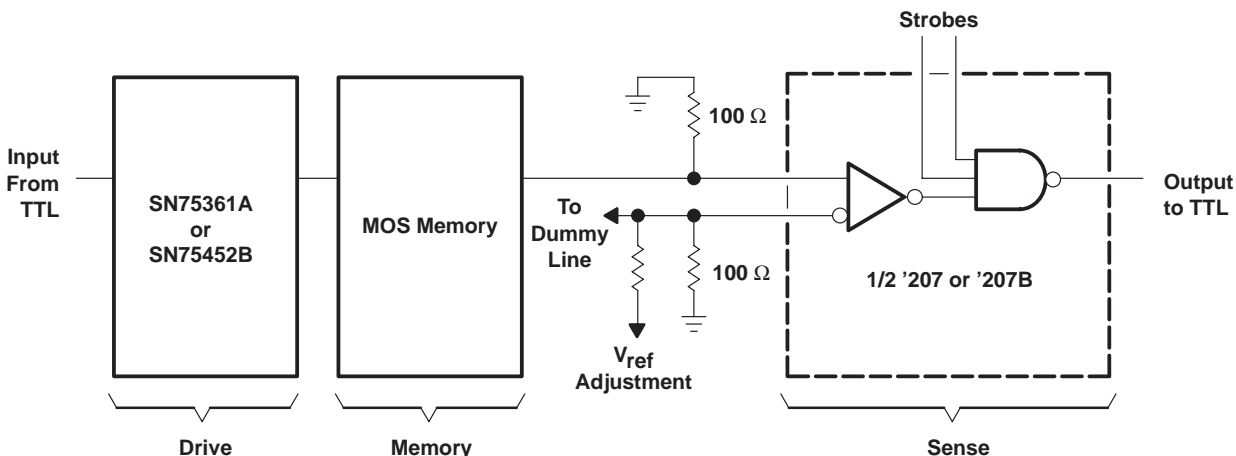 Strobes
100 Ω
Input
From
TTL
SN75361A
or
SN75452B
MOS Memory
To
Dummy
Line
100 Ω
Output
to TTL
1/2 ’207 or ’207B
Vref
Adjustment
Drive
Memory
Sense